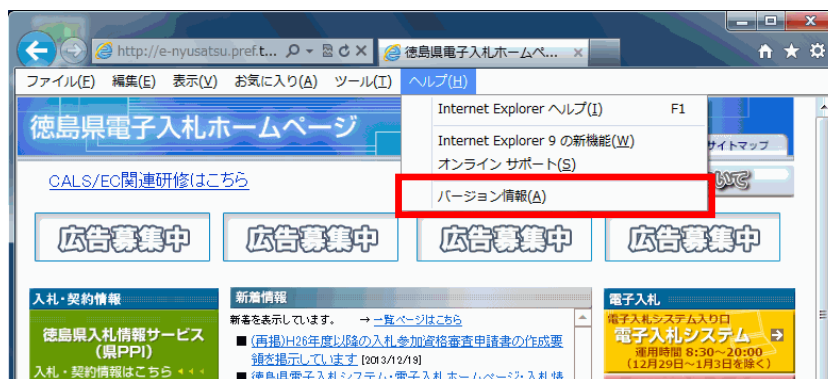 http://e-nyusatsu.pref.t...
徳島県電子入札ホームペ...
ファイル(F) 編集(E) 表示(V) お気に入り(A) ツール(T) ヘルプ(H)
Internet Explorer ヘルプ(I) F1
Internet Explorer 9 の新機能(W)
オンライン サポート(S)
バージョン情報(A)
徳島県電子入札ホームページ
サイトマップ
CALS/EC関連研修はこちら
ついて
広告募集中 広告募集中 広告募集中 広告募集中
入札・契約情報
徳島県入札情報サービス
(県PPI)
入札・契約情報はこちら
新着情報
新着を表示しています。 →一覧ページはこちら
■ (再掲)H26年度以降の入札参加資格審査申請書の作成要
領を掲示しています [2013/12/19]
■ 徳島県電子入札システム・電子入札ホームページ・入札情
電子入札
電子入札システム入り口
電子入札システム
運用時間 8:30~20:00
(12月29日~1月3日を除く)